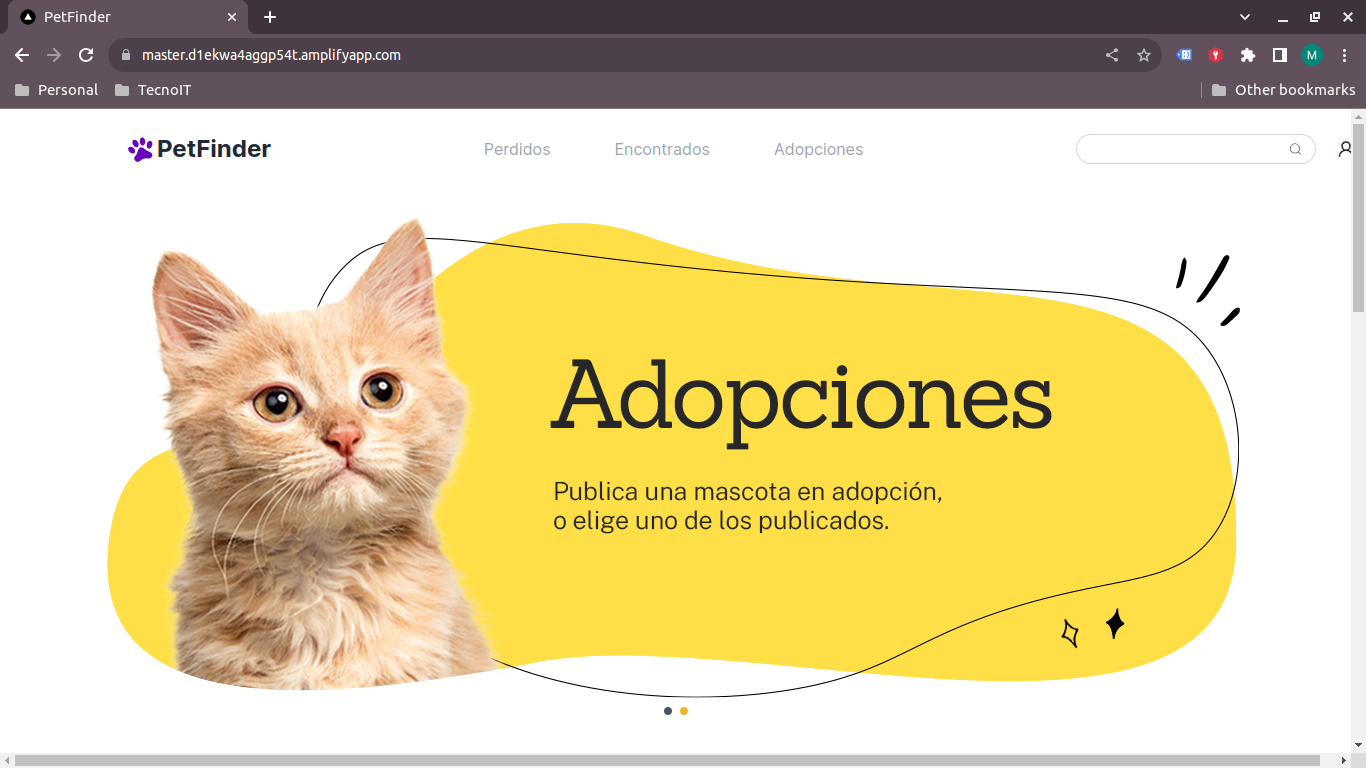 PetFinder
master.d1ekwa4aggp54t.amplifyapp.com
M
Personal
TecnoIT
Other bookmarks
PetFinder
Perdidos
Encontrados
Adopciones
Adopciones
Publica una mascota en adopción,
o elige uno de los publicados.